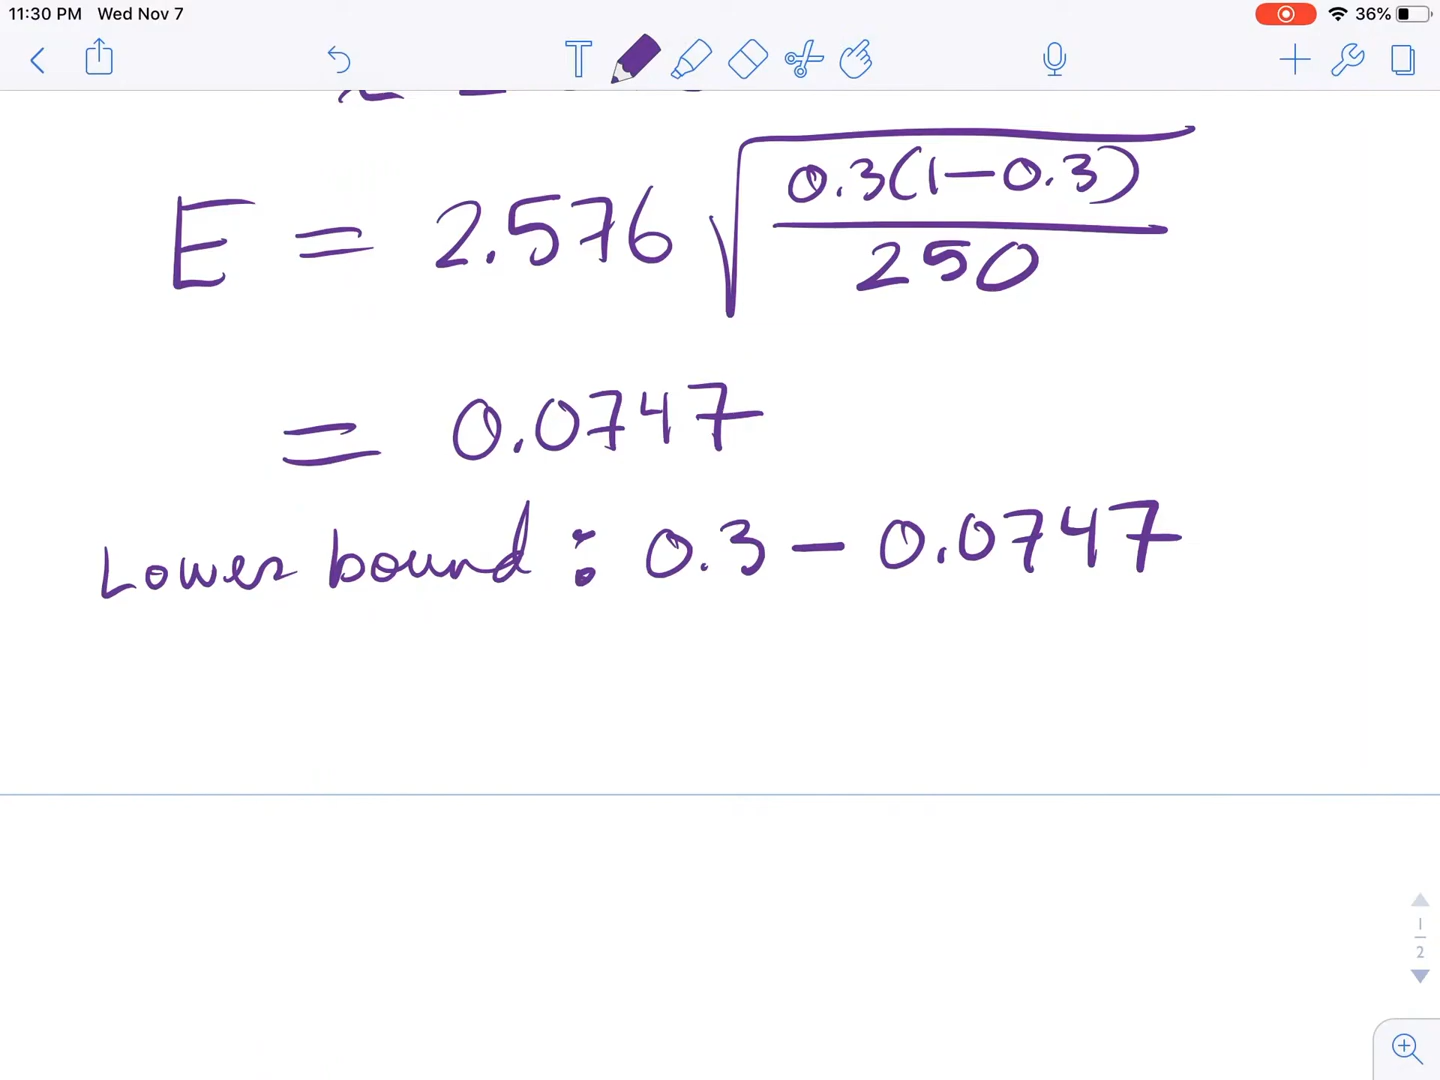 11:30 PM Wed Nov 7 36%
T
E = 2.576 √(0.3(1-0.3)/250)
= 0.0747
Lower bound : 0.3 - 0.0747
1
2